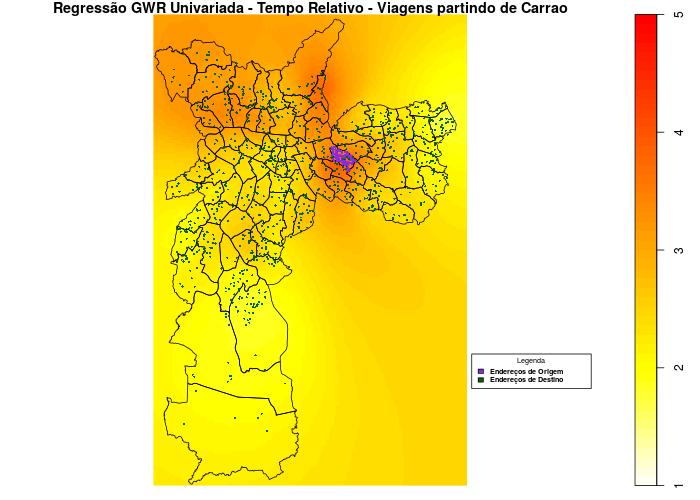 Regressão GWR Univariada - Tempo Relativo - Viagens partindo de Carrao
5
4
3
2
1
Legenda
Endereços de Origem
Endereços de Destino